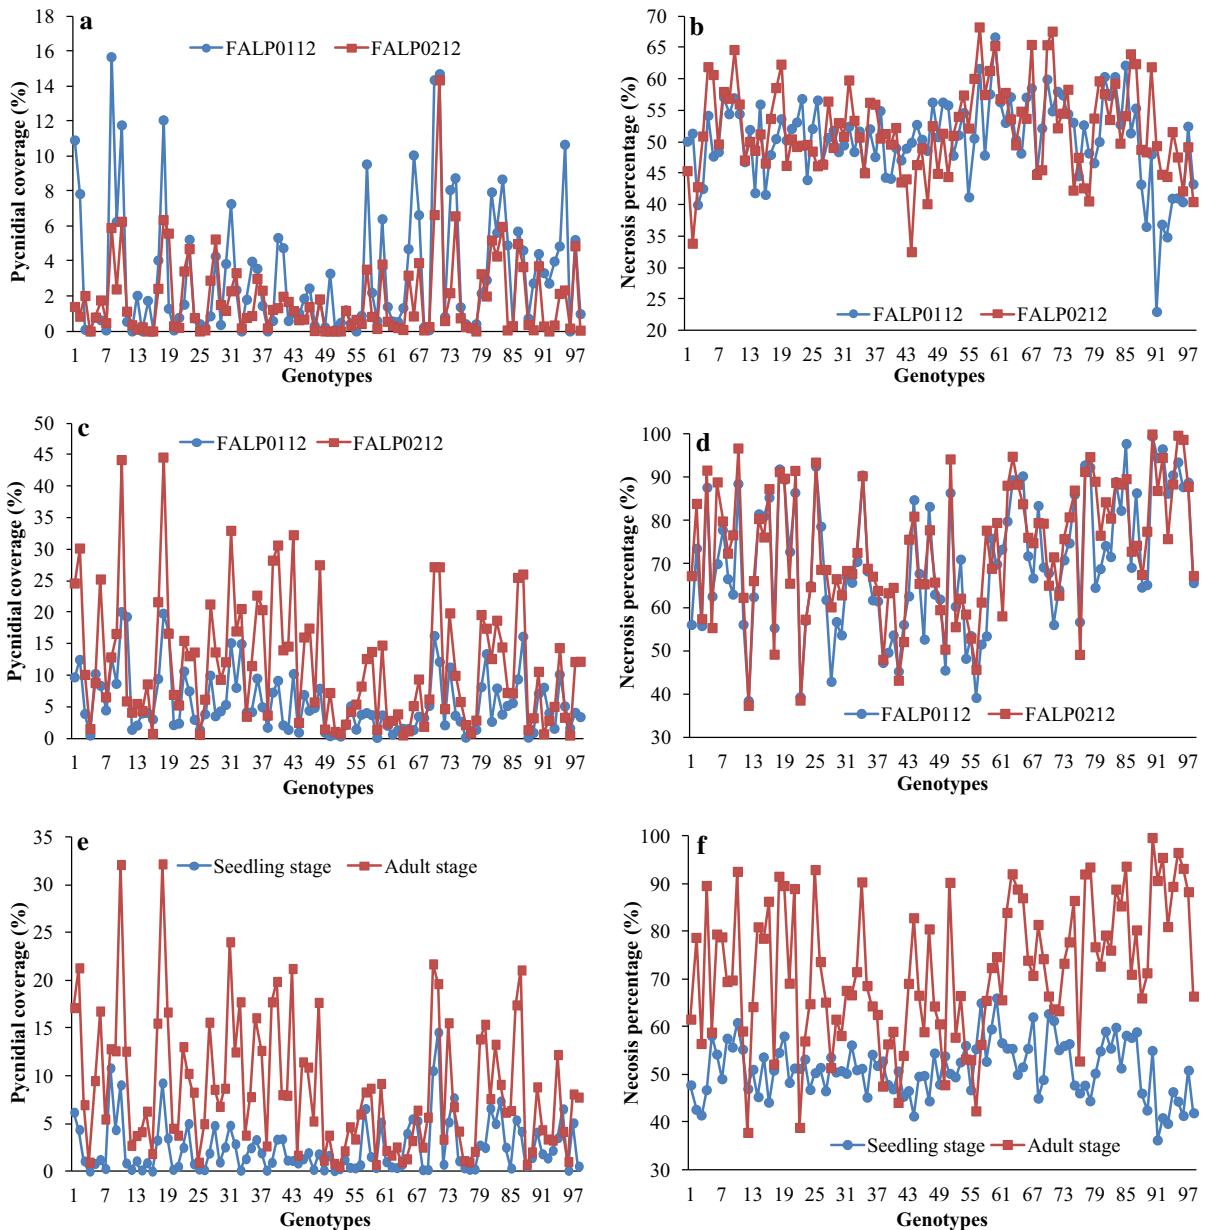 a
FALP0112 FALP0212
Pycnidial coverage (%)
18
16
14
12
10
8
6
4
2
0
1 7 13 19 25 31 37 43 49 55 61 67 73 79 85 91 97
Genotypes
b
Necrosis percentage (%)
70
65
60
55
50
45
40
35
30
25
20
FALP0112 FALP0212
1 7 13 19 25 31 37 43 49 55 61 67 73 79 85 91 97
Genotypes
c
FALP0112 FALP0212
Pycnidial coverage (%)
50
45
40
35
30
25
20
15
10
5
0
1 7 13 19 25 31 37 43 49 55 61 67 73 79 85 91 97
Genotypes
d
Necrosis percentage (%)
100
90
80
70
60
50
40
30
FALP0112 FALP0212
1 7 13 19 25 31 37 43 49 55 61 67 73 79 85 91 97
Genotypes
e
Seedling stage Adult stage
Pycnidial coverage (%)
35
30
25
20
15
10
5
0
1 7 13 19 25 31 37 43 49 55 61 67 73 79 85 91 97
Genotypes
f
Necosis percentage (%)
100
90
80
70
60
50
40
30
Seedling stage Adult stage
1 7 13 19 25 31 37 43 49 55 61 67 73 79 85 91 97
Genotypes